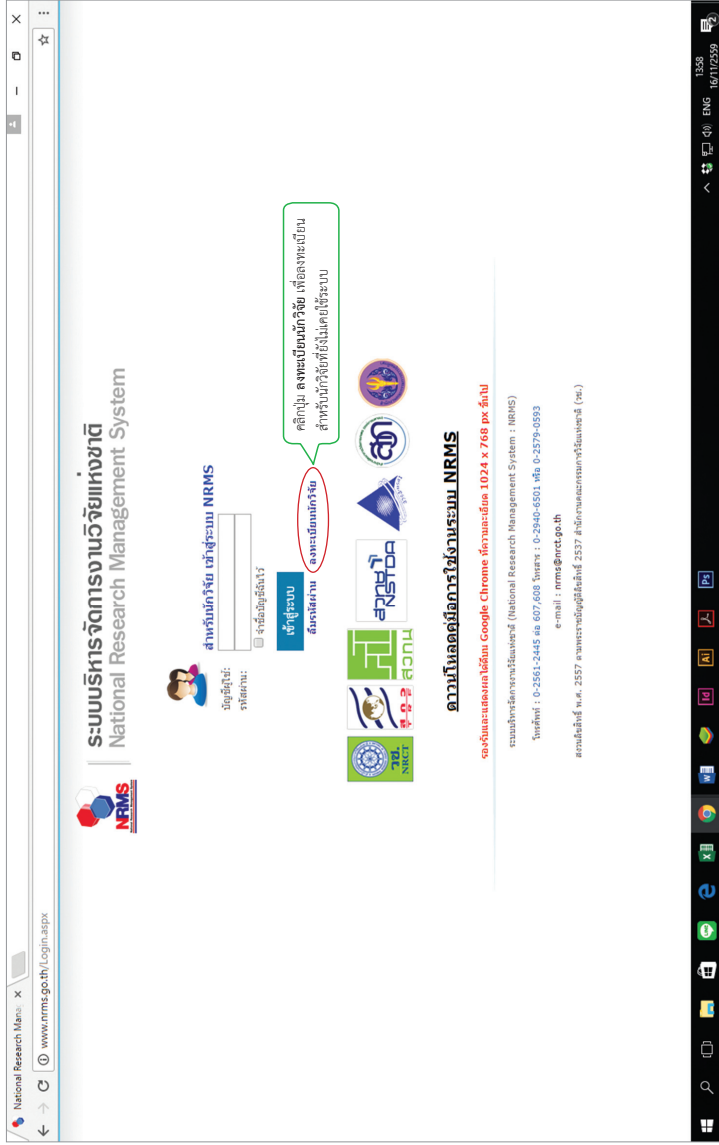 National Research Mana
www.nrms.go.th/Login.aspx
NRMS
ระบบบริหารจัดการงานวิจัยแห่งชาติ
National Research Management System
สำหรับนักวิจัย เข้าสู่ระบบ NRMS
บัญชีผู้ใช้:
รหัสผ่าน:
จำชื่อบัญชีฉันไว้
เข้าสู่ระบบ
ลืมรหัสผ่าน ลงทะเบียนนักวิจัย
คลิกปุ่ม ลงทะเบียนนักวิจัย เพื่อลงทะเบียน
สำหรับนักวิจัยที่ยังไม่เคยใช้ระบบ
วช.
NRCT
สกว
TRF
สวกม
สวทช
NSTDA
สกอ
ดาวน์โหลดคู่มือการใช้งานระบบ NRMS
รองรับและแสดงผลได้ดีบน Google Chrome ที่ความละเอียด 1024 x 768 px ขึ้นไป
ระบบบริหารจัดการงานวิจัยแห่งชาติ (National Research Management System : NRMS)
โทรศัพท์ : 0-2561-2445 ต่อ 607,608 โทรสาร : 0-2940-6501 หรือ 0-2579-0593
e-mail : nrms@nrct.go.th
สงวนลิขสิทธิ์ พ.ศ. 2557 ตามพระราชบัญญัติลิขสิทธิ์ 2537 สำนักงานคณะกรรมการวิจัยแห่งชาติ (วช.)
Id
Ai
Ps
ENG
13:58
16/11/2559
2